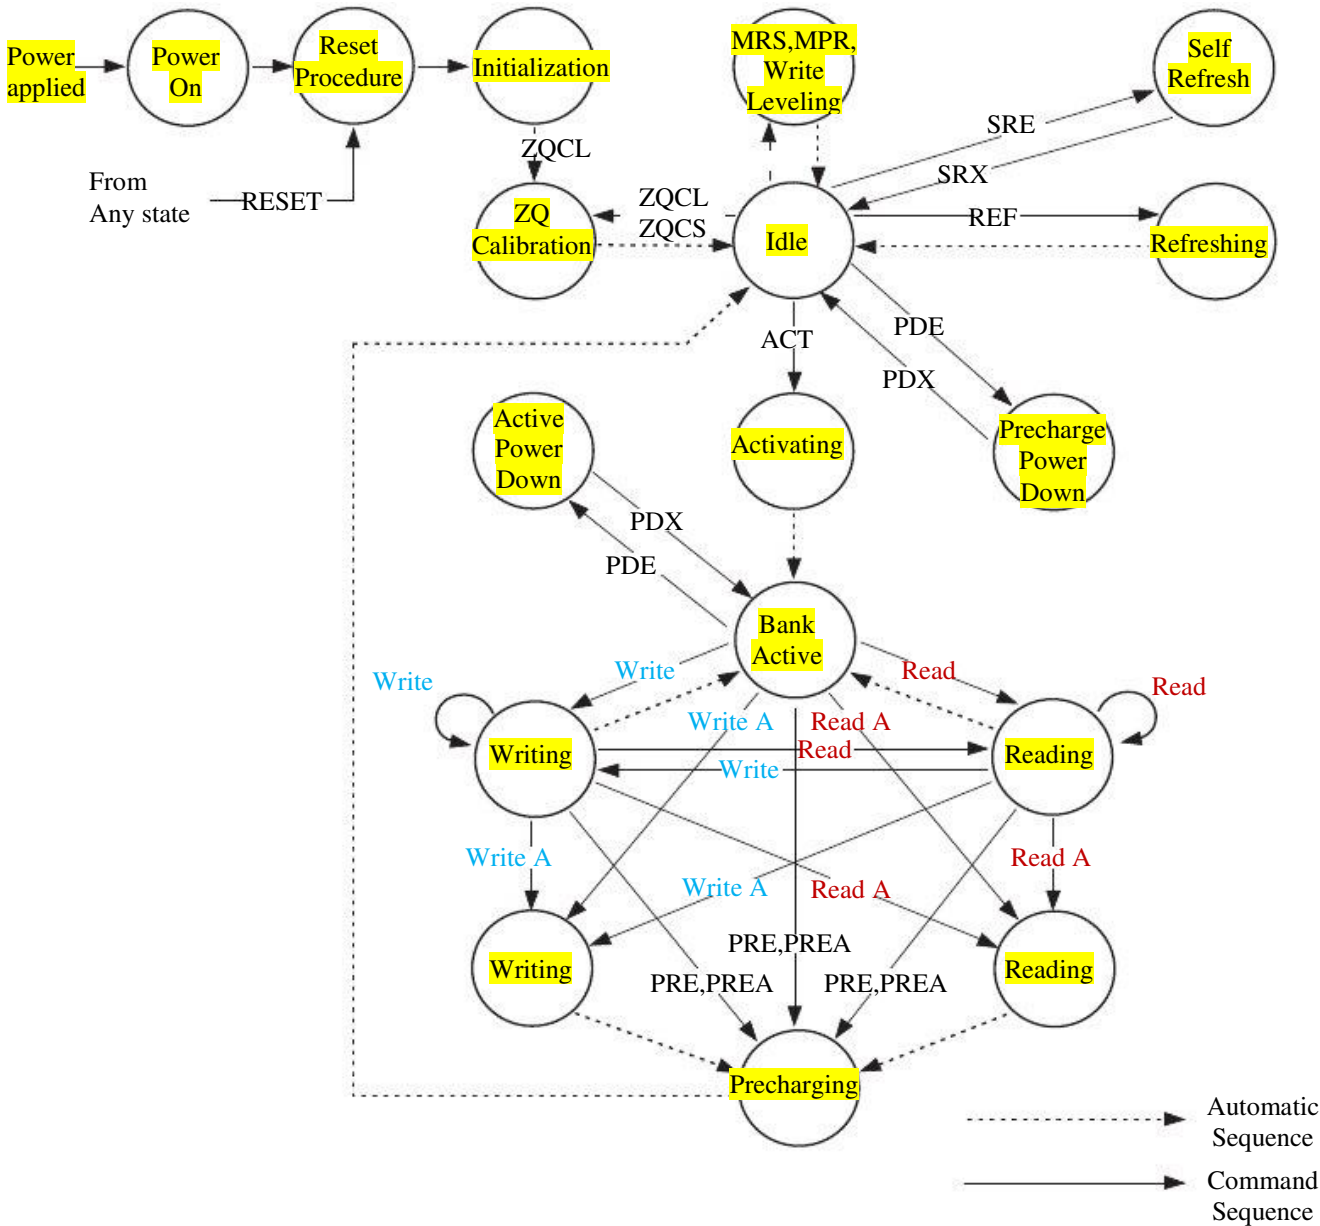 Power
applied
Power
On
Reset
Procedure
Initialization
MRS,MPR,
Write
Leveling
Self
Refresh
ZQCL
SRE
SRX
From
Any state
RESET
ZQ
Calibration
ZQCL
ZQCS
Idle
REF
Refreshing
ACT
PDE
PDX
Active
Power
Down
Activating
Precharge
Power
Down
PDX
PDE
Bank
Active
Write
Write
Read
Read
Write A
Read A
Writing
Read
Write
Reading
Write A
Write A
Read A
Read A
PRE,PREA
PRE,PREA
PRE,PREA
Writing
Reading
Precharging
Automatic
Sequence
Command
Sequence